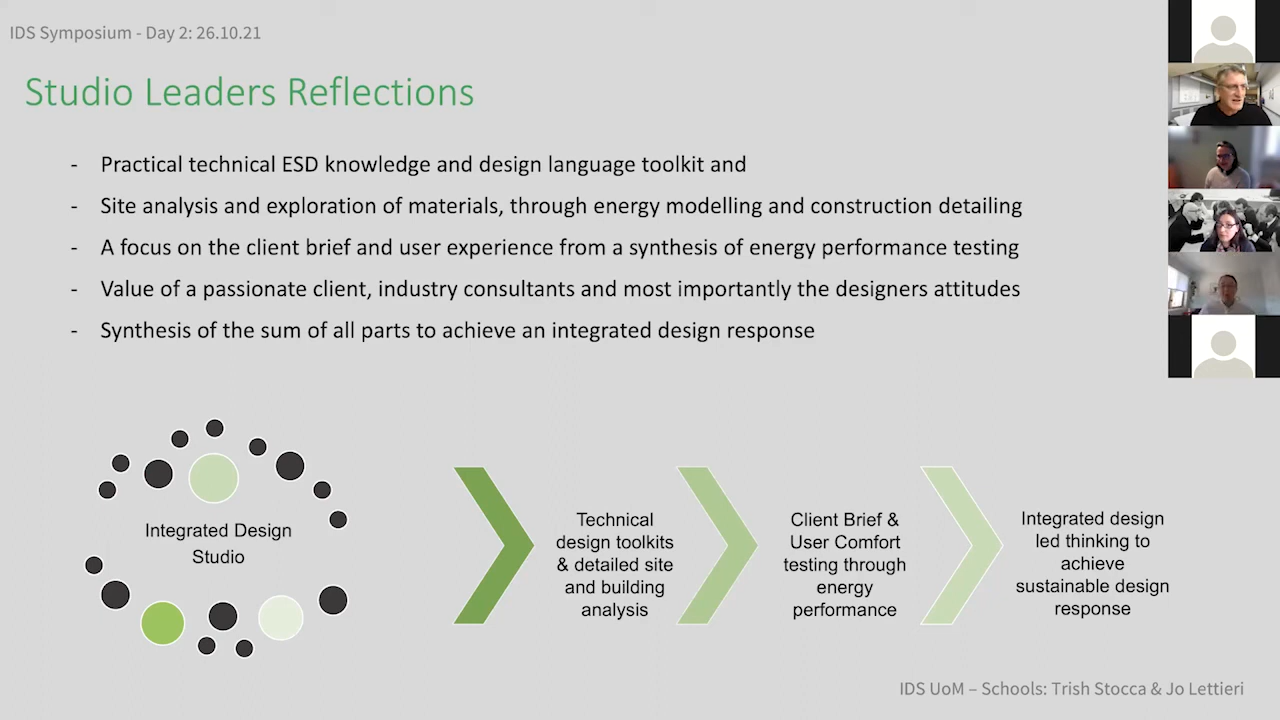 IDS Symposium - Day 2: 26.10.21
Studio Leaders Reflections
- Practical technical ESD knowledge and design language toolkit and
- Site analysis and exploration of materials, through energy modelling and construction detailing
- A focus on the client brief and user experience from a synthesis of energy performance testing
- Value of a passionate client, industry consultants and most importantly the designers attitudes
- Synthesis of the sum of all parts to achieve an integrated design response
Integrated Design
Studio
Technical
design toolkits
& detailed site
and building
analysis
Client Brief &
User Comfort
testing through
energy
performance
Integrated design
led thinking to
achieve
sustainable design
response
IDS UoM – Schools: Trish Stocca & Jo Lettieri